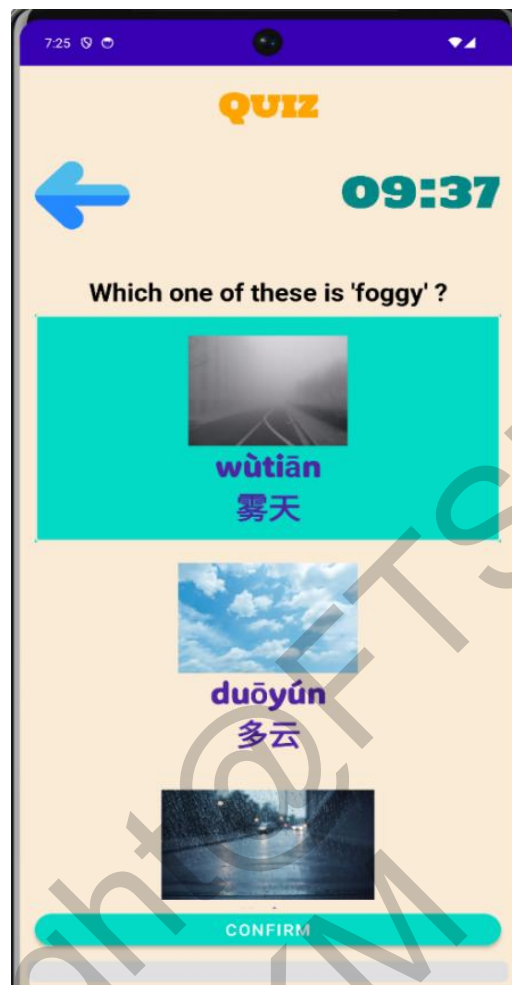 7:25
QUIZ
09:37
Which one of these is 'foggy' ?
wùtiān
雾天
duōyún
多云
CONFIRM